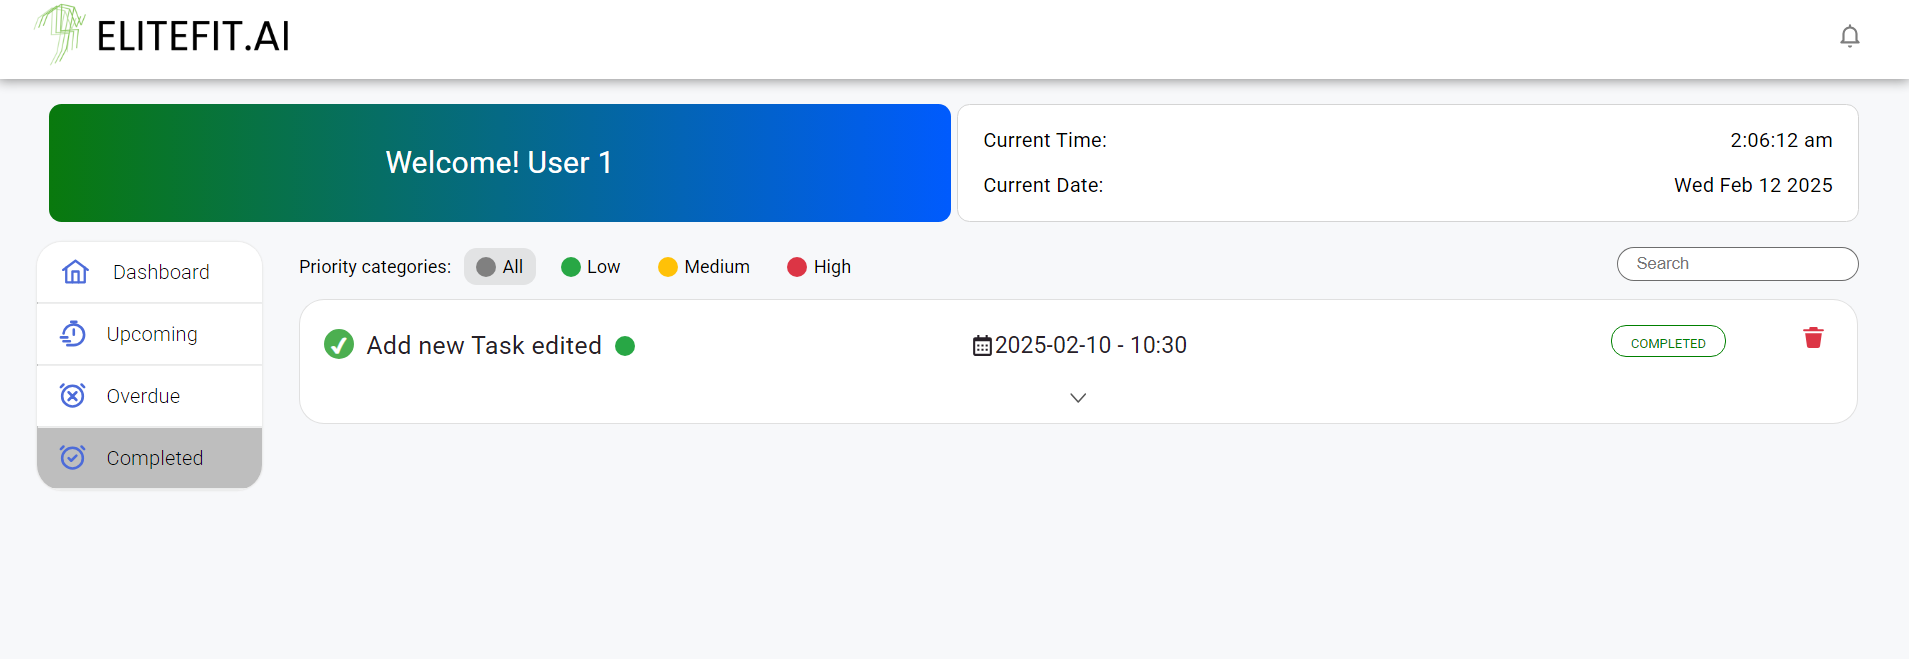 ELITEFIT.AI
Welcome! User 1
Current Time: 2:06:12 am
Current Date: Wed Feb 12 2025
Dashboard
Upcoming
Overdue
Completed
Priority categories: All Low Medium High
Search
Add new Task edited 2025-02-10 - 10:30 COMPLETED